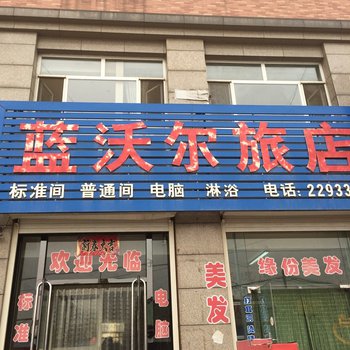 蓝沃尔旅店
标准间 普通间 电脑 淋浴 电话:22933
欢迎光临
标准
电脑
美发
缘份美发